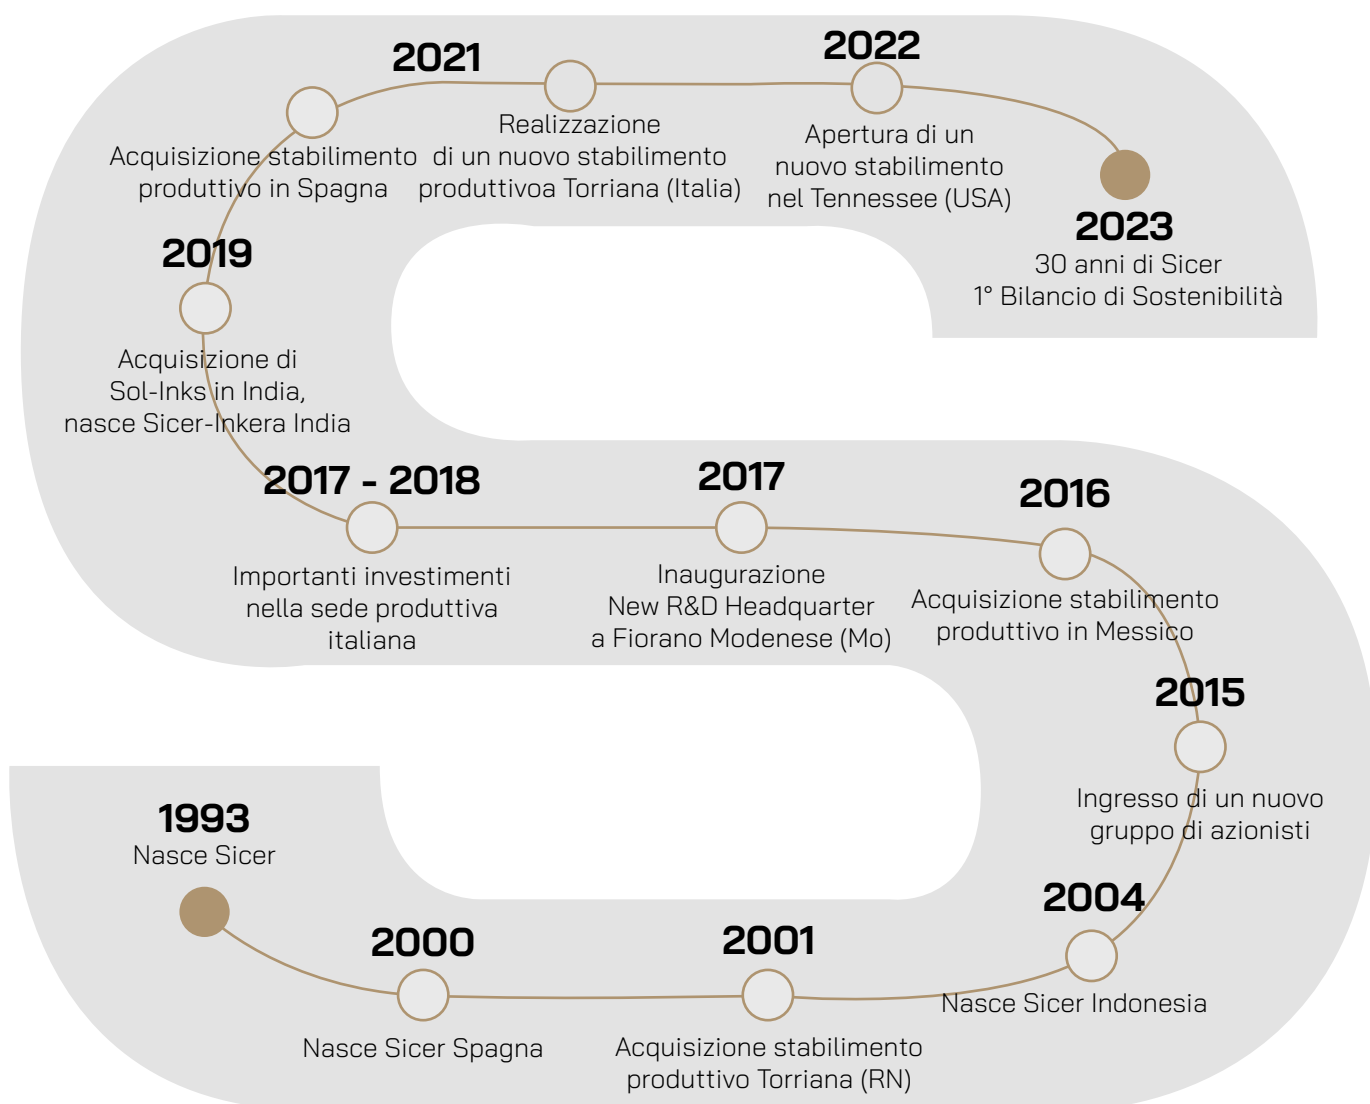 2021
2022
Acquisizione stabilimento
produttivo in Spagna
Realizzazione
di un nuovo stabilimento
produttivoa Torriana (Italia)
Apertura di un
nuovo stabilimento
nel Tennessee (USA)
2023
30 anni di Sicer
1° Bilancio di Sostenibilità
2019
Acquisizione di
Sol-Inks in India,
nasce Sicer-Inkera India
2017 - 2018
Importanti investimenti
nella sede produttiva
italiana
2017
Inaugurazione
New R&D Headquarter
a Fiorano Modenese (Mo)
2016
Acquisizione stabilimento
produttivo in Messico
2015
Ingresso di un nuovo
gruppo di azionisti
1993
Nasce Sicer
2000
Nasce Sicer Spagna
2001
Acquisizione stabilimento
produttivo Torriana (RN)
2004
Nasce Sicer Indonesia